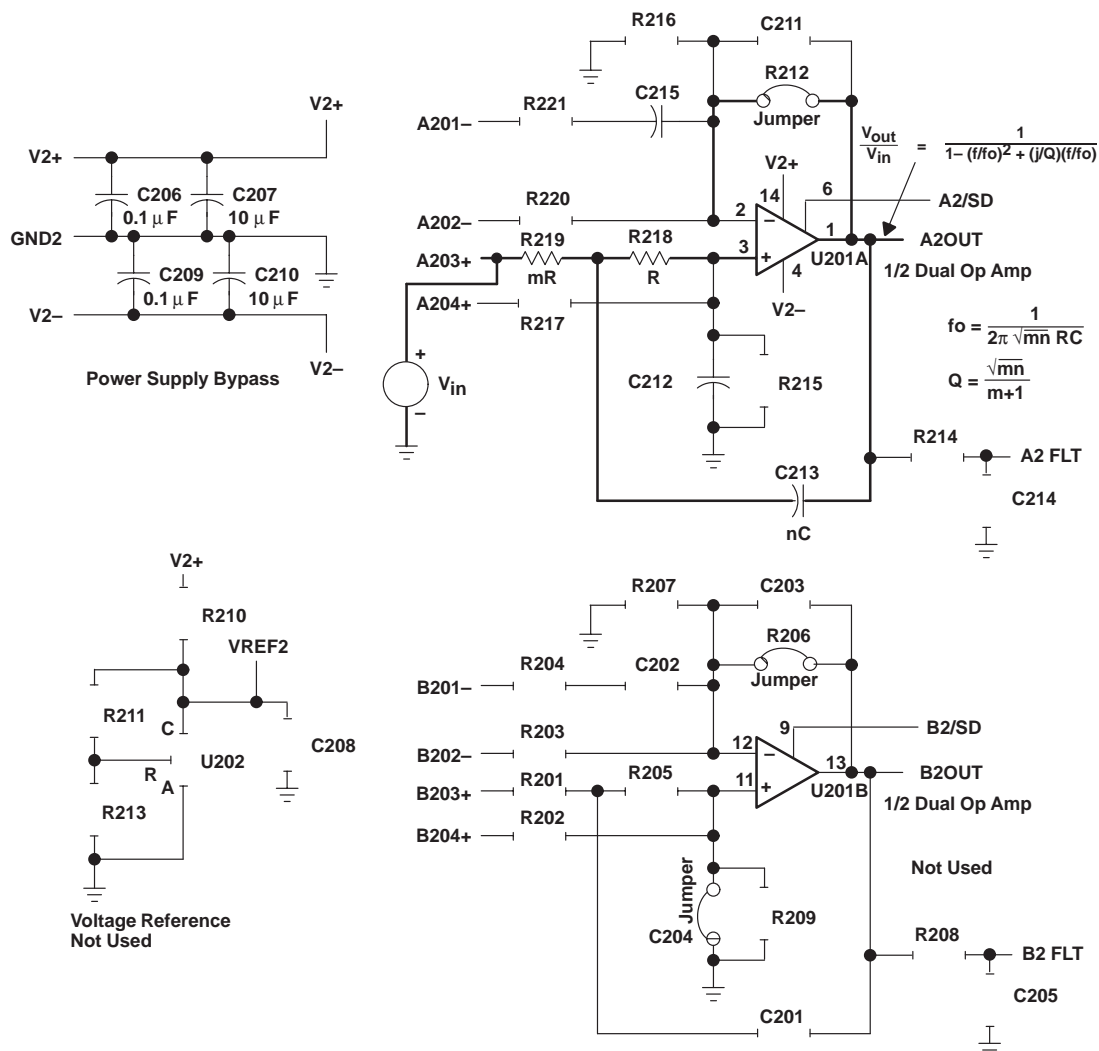 R216
C211
R212
Jumper
V2+
V2+
C206
0.1 μF
C207
10 μF
GND2
C209
0.1 μF
C210
10 μF
V2–
V2–
Power Supply Bypass
A201–
R221
C215
A202–
R220
A203+
R219
mR
R218
R
A204+
R217
V2+
14
2
–
3
+
4
V2–
6
A2/SD
1
U201A
A2OUT
1/2 Dual Op Amp
Vout/Vin = 1/(1– (f/fo)2 + (j/Q)(f/fo))
fo = 1/(2π √mn RC)
Q = √mn/(m+1)
+
Vin
–
C212
R215
R214
A2 FLT
C214
C213
nC
V2+
R210
VREF2
R211
C
U202
R
A
R213
C208
Voltage Reference
Not Used
R207
C203
R206
Jumper
B201–
R204
C202
B202–
R203
B203+
R201
R205
B204+
R202
12
–
11
+
9
B2/SD
13
U201B
B2OUT
1/2 Dual Op Amp
Not Used
Jumper
C204
R209
R208
B2 FLT
C205
C201